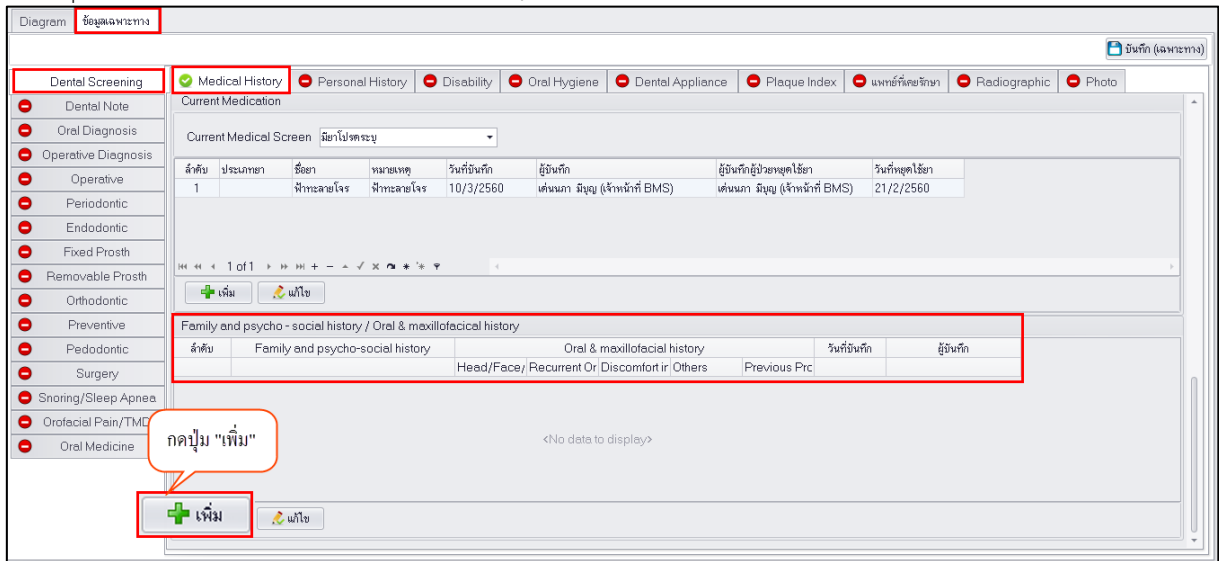 Diagram ข้อมูลเฉพาะทาง
บันทึก (เฉพาะทาง)
Dental Screening
Dental Note
Oral Diagnosis
Operative Diagnosis
Operative
Periodontic
Endodontic
Fixed Prosth
Removable Prosth
Orthodontic
Preventive
Pedodontic
Surgery
Snoring/Sleep Apnea
Orofacial Pain/TMD
Oral Medicine
Medical History Personal History Disability Oral Hygiene Dental Appliance Plaque Index แพทย์ที่เคยรักษา Radiographic Photo
Current Medication
Current Medical Screen มียาโปรดระบุ
ลำดับ ประเภทยา ชื่อยา หมายเหตุ วันที่บันทึก ผู้บันทึก ผู้บันทึกผู้ป่วยหยุดใช้ยา วันที่หยุดใช้ยา
1 ฟ้าทะลายโจร ฟ้าทะลายโจร 10/3/2560 เด่นนภา มีบุญ (เจ้าหน้าที่ BMS) เด่นนภา มีบุญ (เจ้าหน้าที่ BMS) 21/2/2560
1 of 1
เพิ่ม แก้ไข
Family and psycho - social history / Oral & maxillofacical history
ลำดับ Family and psycho-social history Oral & maxillofacial history วันที่บันทึก ผู้บันทึก
Head/Face/ Recurrent Or Discomfort ir Others Previous Prc
<No data to display>
กดปุ่ม "เพิ่ม"
เพิ่ม แก้ไข